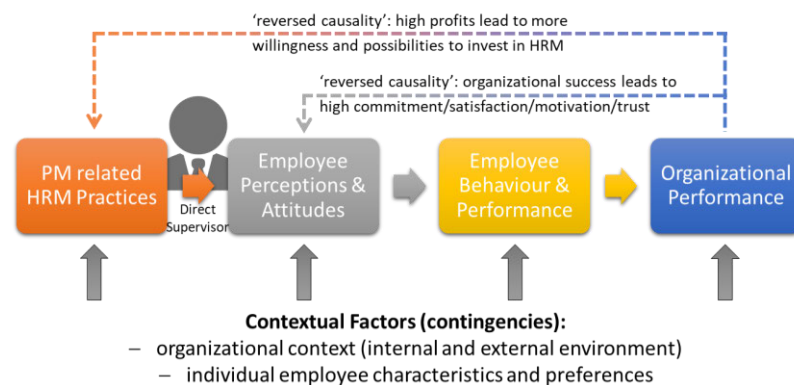 ‘reversed causality’: high profits lead to more
willingness and possibilities to invest in HRM
‘reversed causality’: organizational success leads to
high commitment/satisfaction/motivation/trust
PM related
HRM Practices
Direct
Supervisor
Employee
Perceptions &
Attitudes
Employee
Behaviour &
Performance
Organizational
Performance
Contextual Factors (contingencies):
– organizational context (internal and external environment)
– individual employee characteristics and preferences